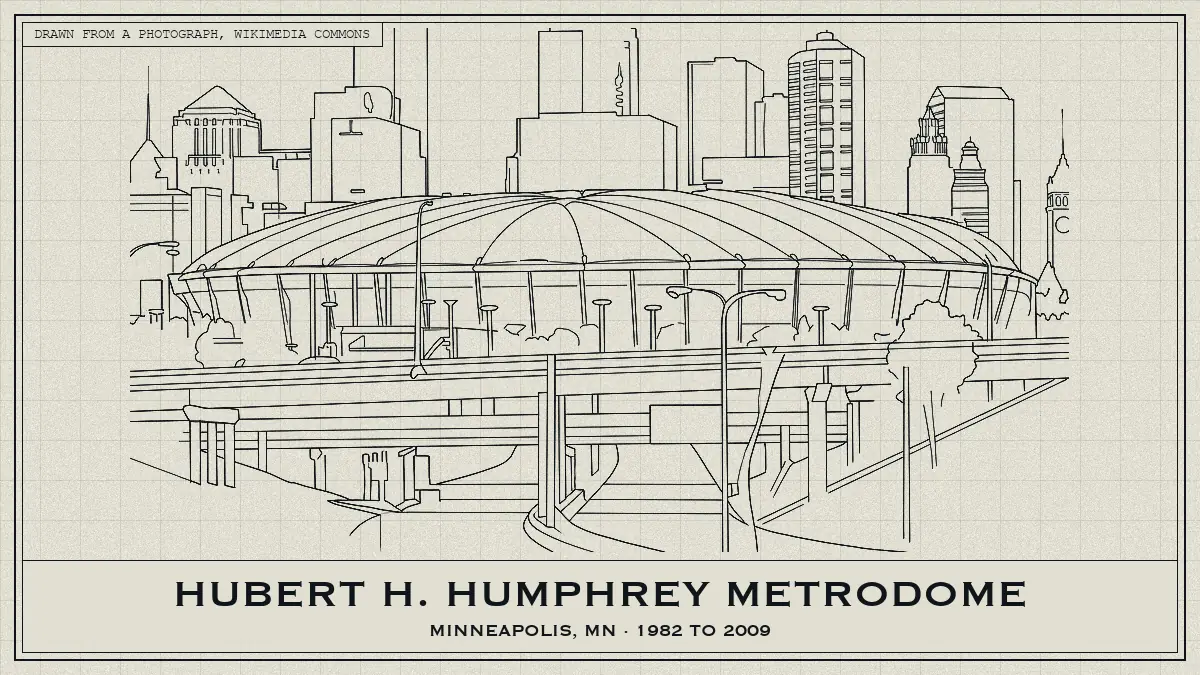 DRAWN FROM A PHOTOGRAPH, WIKIMEDIA COMMONS
HUBERT H. HUMPHREY METRODOME
MINNEAPOLIS, MN · 1982 TO 2009